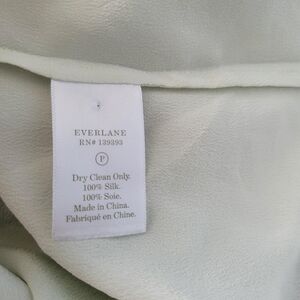 EVERLANE
RN# 139393
P
Dry Clean Only.
100% Silk.
100% Soie.
Made in China.
Fabriqué en Chine.